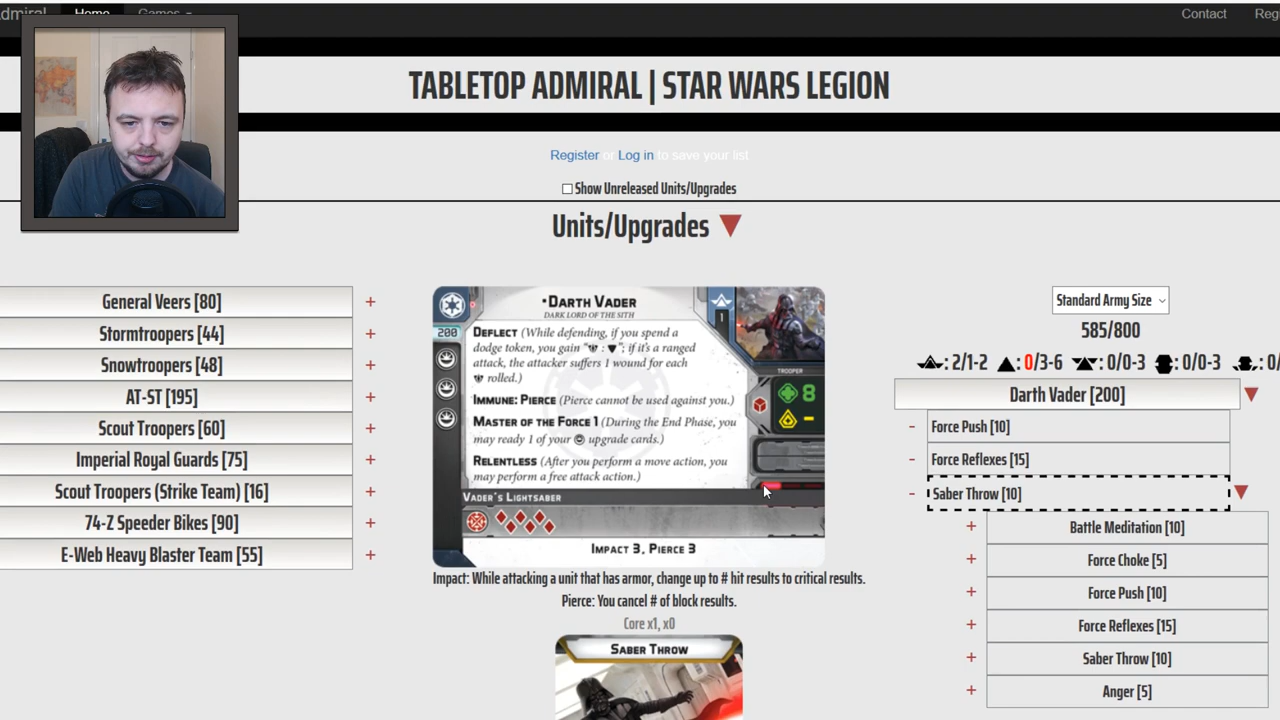 dmiral Home Games Contact Reg
TABLETOP ADMIRAL | STAR WARS LEGION
Register or Log in to save your list
Show Unreleased Units/Upgrades
Units/Upgrades
General Veers [80] +
Stormtroopers [44] +
Snowtroopers [48] +
AT-ST [195] +
Scout Troopers [60] +
Imperial Royal Guards [75] +
Scout Troopers (Strike Team) [16] +
74-Z Speeder Bikes [90] +
E-Web Heavy Blaster Team [55] +
•DARTH VADER
DARK LORD OF THE SITH
200
1
DEFLECT (While defending, if you spend a
dodge token, you gain " : "; if it's a ranged
attack, the attacker suffers 1 wound for each
rolled.)
IMMUNE: PIERCE (Pierce cannot be used against you.)
MASTER OF THE FORCE 1 (During the End Phase, you
may ready 1 of your upgrade cards.)
RELENTLESS (After you perform a move action, you
may perform a free attack action.)
TROOPER
8
–
VADER'S LIGHTSABER
IMPACT 3, PIERCE 3
Impact: While attacking a unit that has armor, change up to # hit results to critical results.
Pierce: You cancel # of block results.
Core x1, x0
SABER THROW
Standard Army Size
585/800
: 2/1-2 : 0/3-6 : 0/0-3 : 0/0-3 : 0/
Darth Vader [200]
- Force Push [10]
- Force Reflexes [15]
- Saber Throw [10]
+ Battle Meditation [10]
+ Force Choke [5]
+ Force Push [10]
+ Force Reflexes [15]
+ Saber Throw [10]
+ Anger [5]